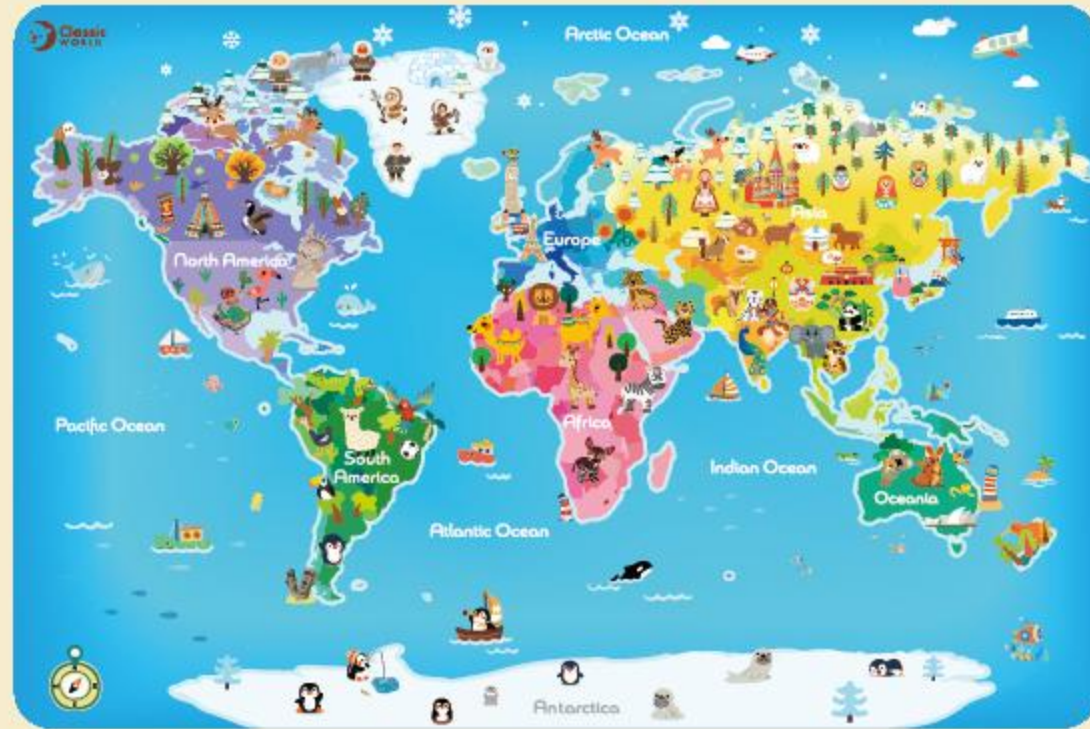 Classic
WORLD
Arctic Ocean
Asia
Europe
North America
Africa
Pacific Ocean
South
America
Indian Ocean
Oceania
Atlantic Ocean
Antarctica